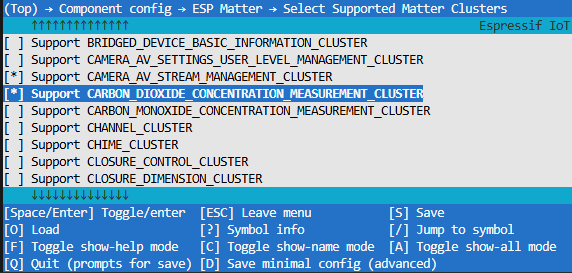 (Top) → Component config → ESP Matter → Select Supported Matter Clusters
↑↑↑↑↑↑↑↑↑↑↑↑↑↑ Espressif IoT
[ ] Support BRIDGED_DEVICE_BASIC_INFORMATION_CLUSTER
[ ] Support CAMERA_AV_SETTINGS_USER_LEVEL_MANAGEMENT_CLUSTER
[*] Support CAMERA_AV_STREAM_MANAGEMENT_CLUSTER
[*] Support CARBON_DIOXIDE_CONCENTRATION_MEASUREMENT_CLUSTER
[ ] Support CARBON_MONOXIDE_CONCENTRATION_MEASUREMENT_CLUSTER
[ ] Support CHANNEL_CLUSTER
[ ] Support CHIME_CLUSTER
[ ] Support CLOSURE_CONTROL_CLUSTER
[ ] Support CLOSURE_DIMENSION_CLUSTER
↓↓↓↓↓↓↓↓↓↓↓↓↓↓
[Space/Enter] Toggle/enter [ESC] Leave menu [S] Save
[O] Load [?] Symbol info [/] Jump to symbol
[F] Toggle show-help mode [C] Toggle show-name mode [A] Toggle show-all mode
[Q] Quit (prompts for save) [D] Save minimal config (advanced)